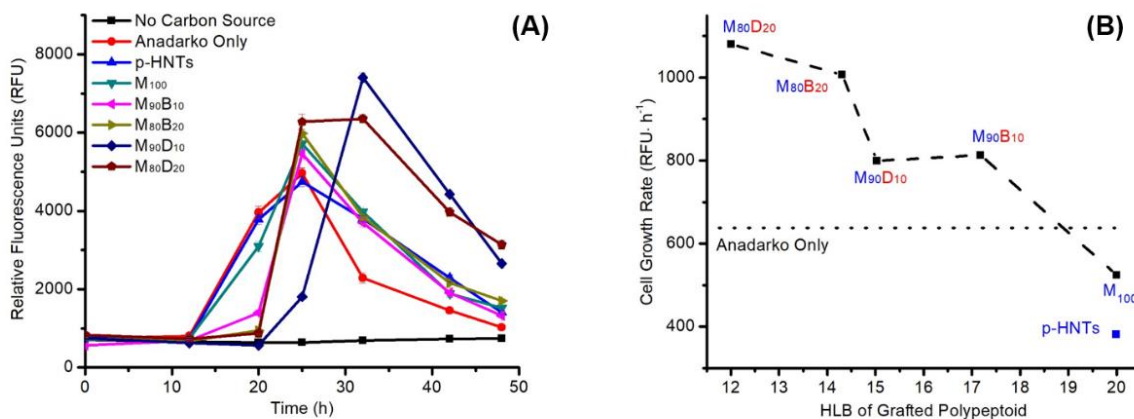 (A)
No Carbon Source
Anadarko Only
p-HNTs
M100
M90B10
M80B20
M90D10
M80D20
Relative Fluorescence Units (RFU)
8000
6000
4000
2000
0
0 10 20 30 40 50
Time (h)
(B)
M80D20
M80B20
M90D10
M90B10
Anadarko Only
M100
p-HNTs
Cell Growth Rate (RFU· h-1)
1000
800
600
400
12 13 14 15 16 17 18 19 20
HLB of Grafted Polypeptoid